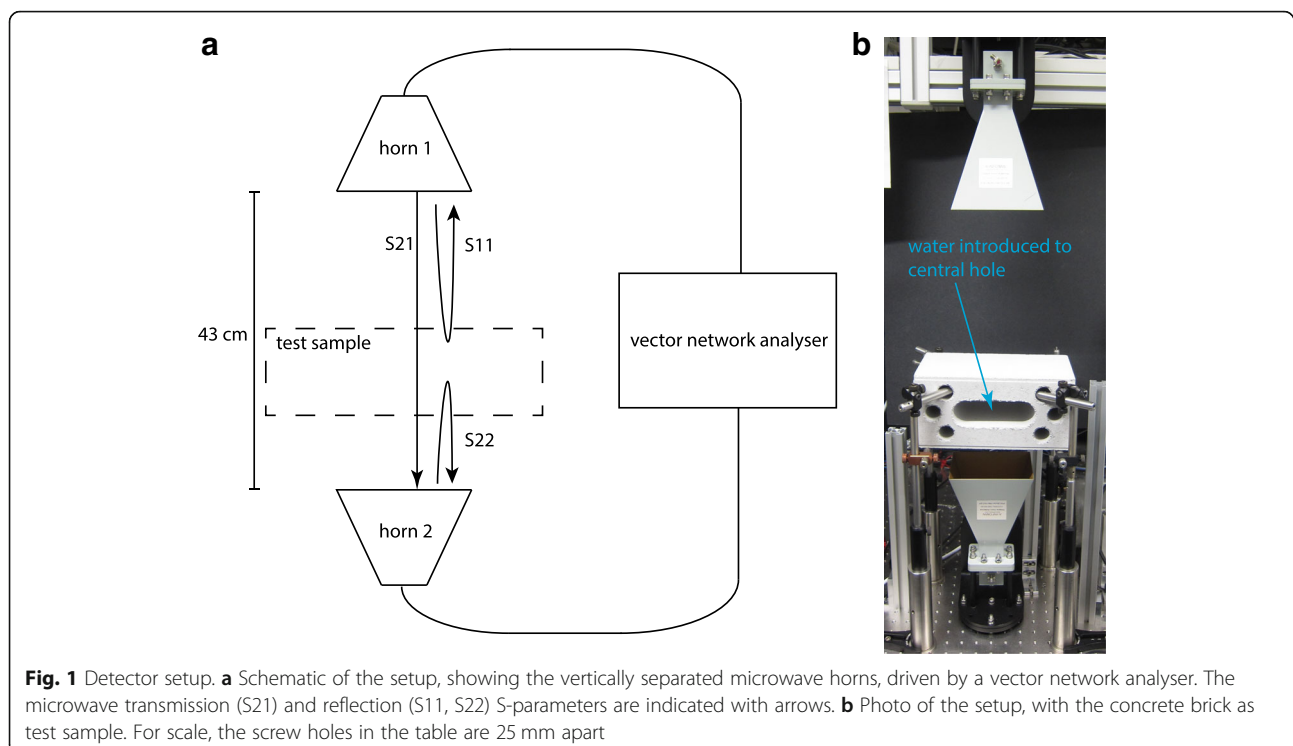 a
b
horn 1
S21
S11
43 cm
test sample
vector network analyser
S22
horn 2
water introduced to
central hole
Fig. 1 Detector setup. a Schematic of the setup, showing the vertically separated microwave horns, driven by a vector network analyser. The
microwave transmission (S21) and reflection (S11, S22) S-parameters are indicated with arrows. b Photo of the setup, with the concrete brick as
test sample. For scale, the screw holes in the table are 25 mm apart